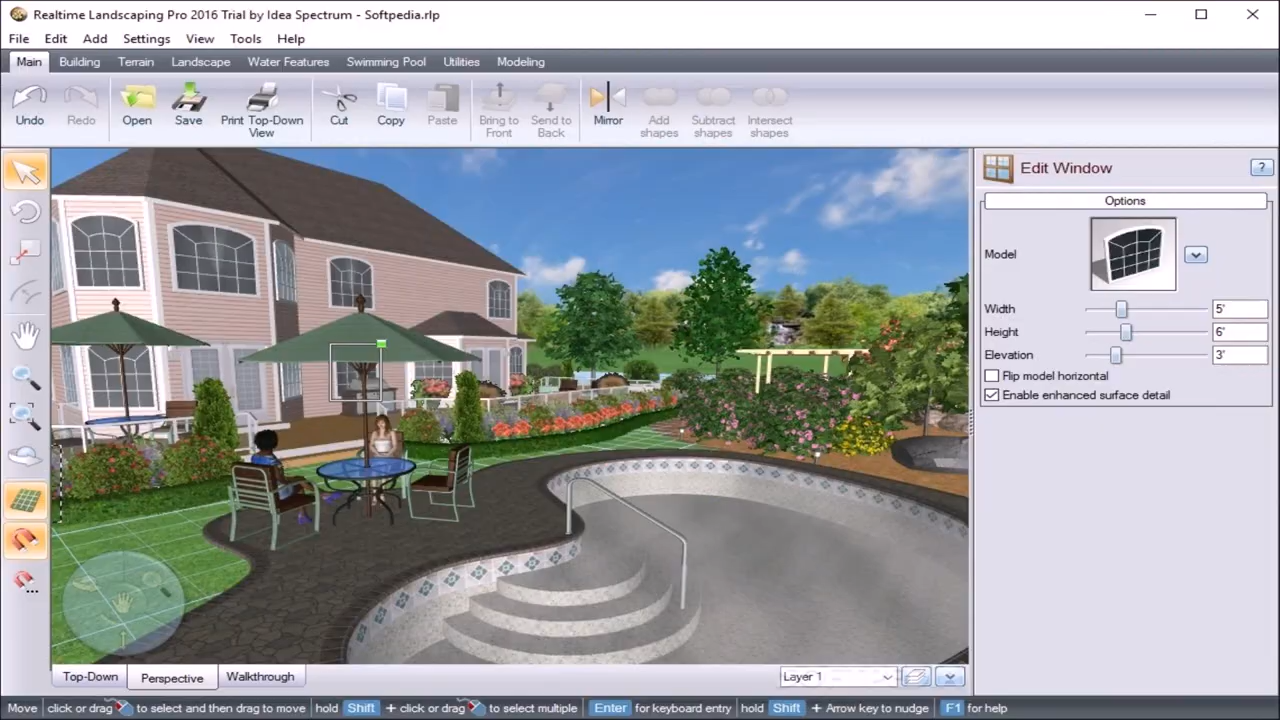 Realtime Landscaping Pro 2016 Trial by Idea Spectrum - Softpedia.rlp
File Edit Add Settings View Tools Help
Main Building Terrain Landscape Water Features Swimming Pool Utilities Modeling
Undo Redo Open Save Print Top-Down View Cut Copy Paste Bring to Front Send to Back Mirror Add shapes Subtract shapes Intersect shapes
Edit Window ?
Options
Model
Width 5'
Height 6'
Elevation 3'
Flip model horizontal
Enable enhanced surface detail
Top-Down Perspective Walkthrough Layer 1
Move click or drag to select and then drag to move hold Shift + click or drag to select multiple Enter for keyboard entry hold Shift + Arrow key to nudge F1 for help